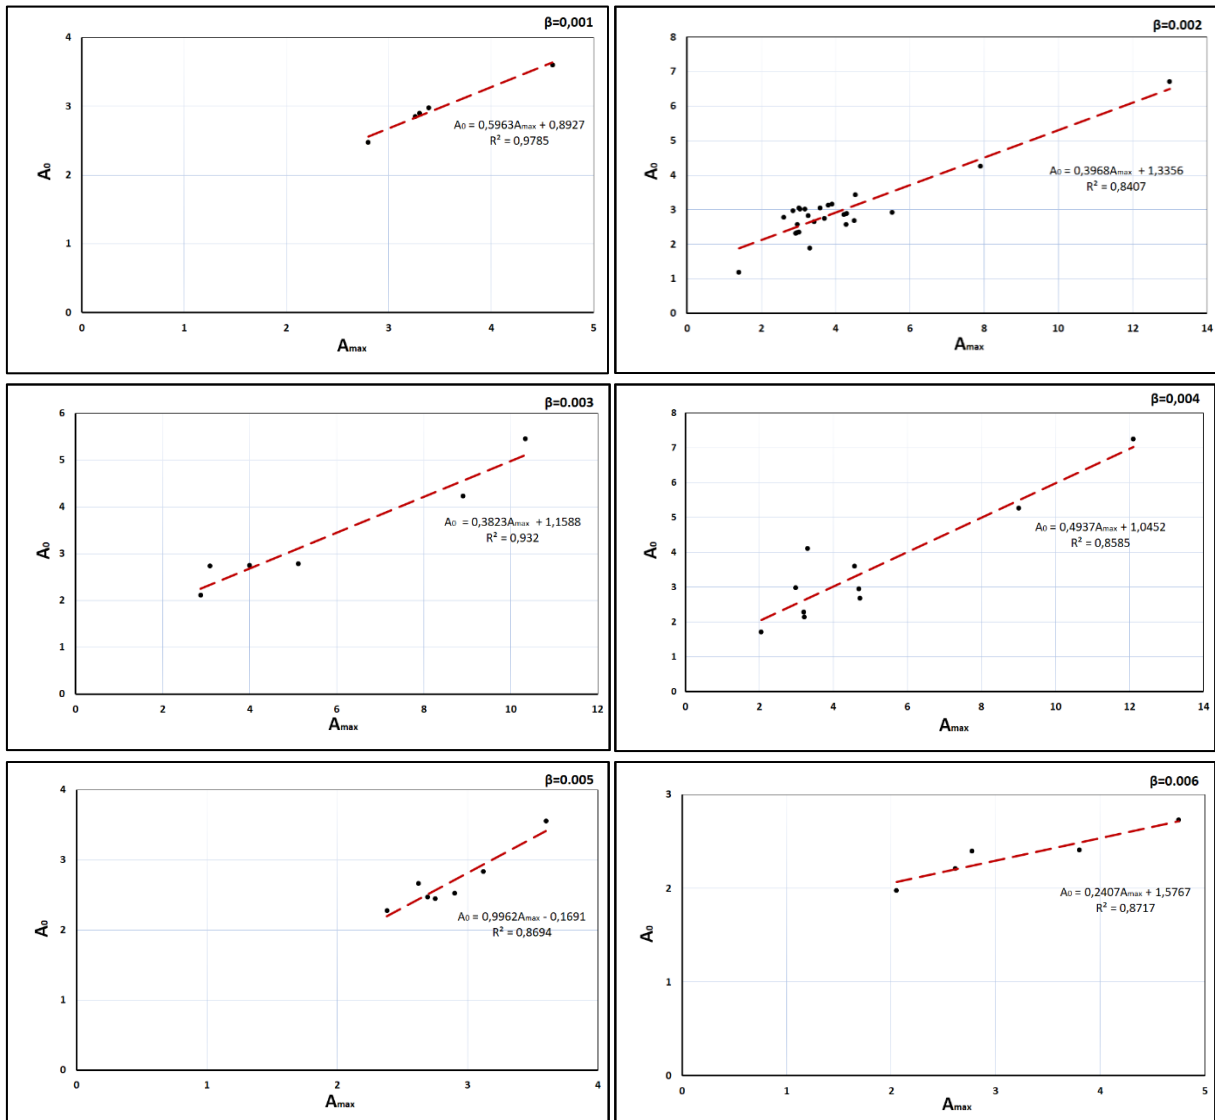 β=0,001
4
3
2
1
0
A₀
A₀ = 0,5963Aₘₐₓ + 0,8927
R² = 0,9785
0 1 2 3 4 5
Aₘₐₓ
β=0.002
8
7
6
5
4
3
2
1
0
A₀
A₀ = 0,3968Aₘₐₓ + 1,3356
R² = 0,8407
0 2 4 6 8 10 12 14
Aₘₐₓ
β=0.003
6
5
4
3
2
1
0
A₀
A₀ = 0,3823Aₘₐₓ + 1,1588
R² = 0,932
0 2 4 6 8 10 12
Aₘₐₓ
β=0,004
8
7
6
5
4
3
2
1
0
A₀
A₀ = 0,4937Aₘₐₓ + 1,0452
R² = 0,8585
0 2 4 6 8 10 12 14
Aₘₐₓ
β=0.005
4
3
2
1
0
A₀
A₀ = 0,9962Aₘₐₓ - 0,1691
R² = 0,8694
0 1 2 3 4
Aₘₐₓ
β=0.006
3
2
1
0
A₀
A₀ = 0,2407Aₘₐₓ + 1,5767
R² = 0,8717
0 1 2 3 4 5
Aₘₐₓ